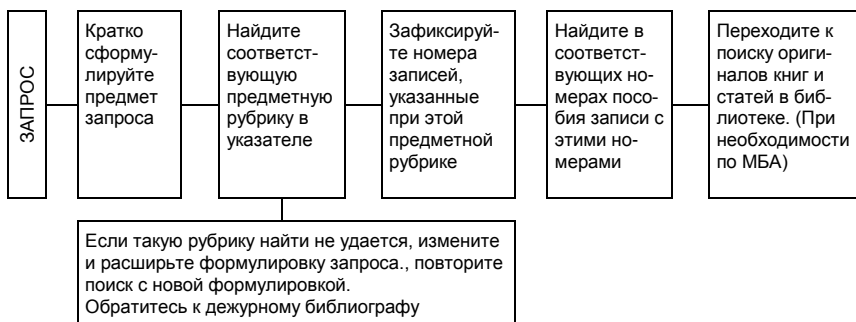 ЗАПРОС
Кратко
сформу-
лируйте
предмет
запроса
Найдите
соответст-
вующую
предметную
рубрику в
указателе
Зафиксируй-
те номера
записей,
указанные
при этой
предметной
рубрике
Найдите в
соответст-
вующих но-
мерах посо-
бия записи с
этими но-
мерами
Переходите к
поиску ориги-
налов книг и
статей в биб-
лиотеке. (При
необходимости
по МБА)
Если такую рубрику найти не удается, измените
и расширьте формулировку запроса., повторите
поиск с новой формулировкой.
Обратитесь к дежурному библиографу